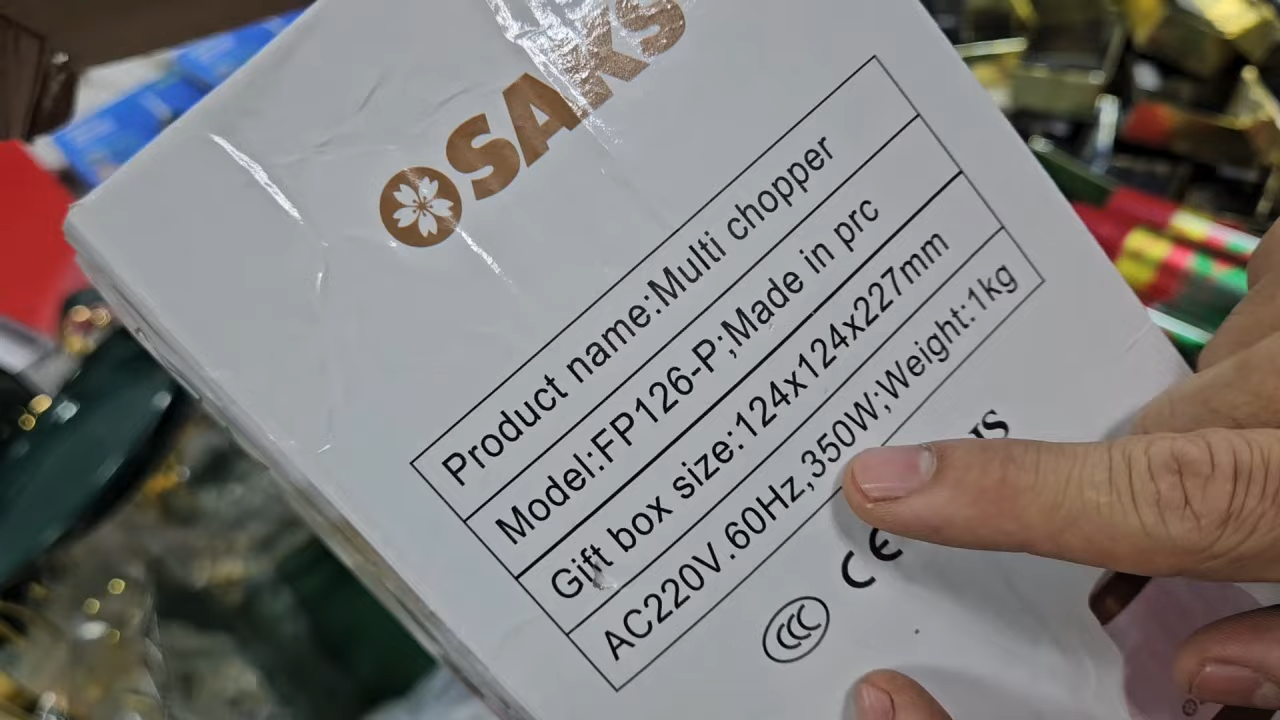 OSAKS
Product name:Multi chopper
Model:FP126-P;Made in prc
Gift box size:124x124x227mm
AC220V.60Hz,350W;Weight:1kg
CCC CE